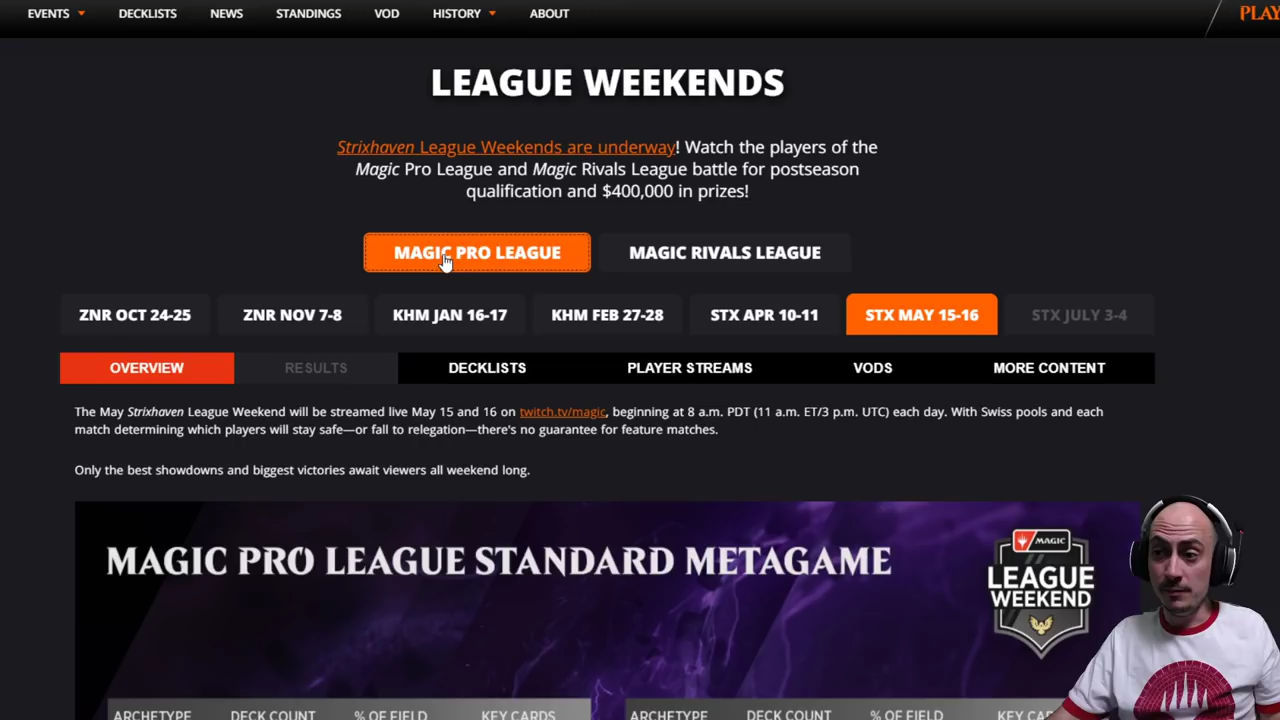 EVENTS DECKLISTS NEWS STANDINGS VOD HISTORY ABOUT
LEAGUE WEEKENDS
Strixhaven League Weekends are underway! Watch the players of the
Magic Pro League and Magic Rivals League battle for postseason
qualification and $400,000 in prizes!
MAGIC PRO LEAGUE MAGIC RIVALS LEAGUE
ZNR OCT 24-25 ZNR NOV 7-8 KHM JAN 16-17 KHM FEB 27-28 STX APR 10-11 STX MAY 15-16 STX JULY 3-4
OVERVIEW RESULTS DECKLISTS PLAYER STREAMS VODS MORE CONTENT
The May Strixhaven League Weekend will be streamed live May 15 and 16 on twitch.tv/magic, beginning at 8 a.m. PDT (11 a.m. ET/3 p.m. UTC) each day. With Swiss pools and each
match determining which players will stay safe—or fall to relegation—there's no guarantee for feature matches.
Only the best showdowns and biggest victories await viewers all weekend long.
MAGIC PRO LEAGUE STANDARD METAGAME
MAGIC
LEAGUE
WEEKEND
ARCHETYPE DECK COUNT % OF FIELD KEY CARDS ARCHETYPE DECK COUNT % OF FIELD